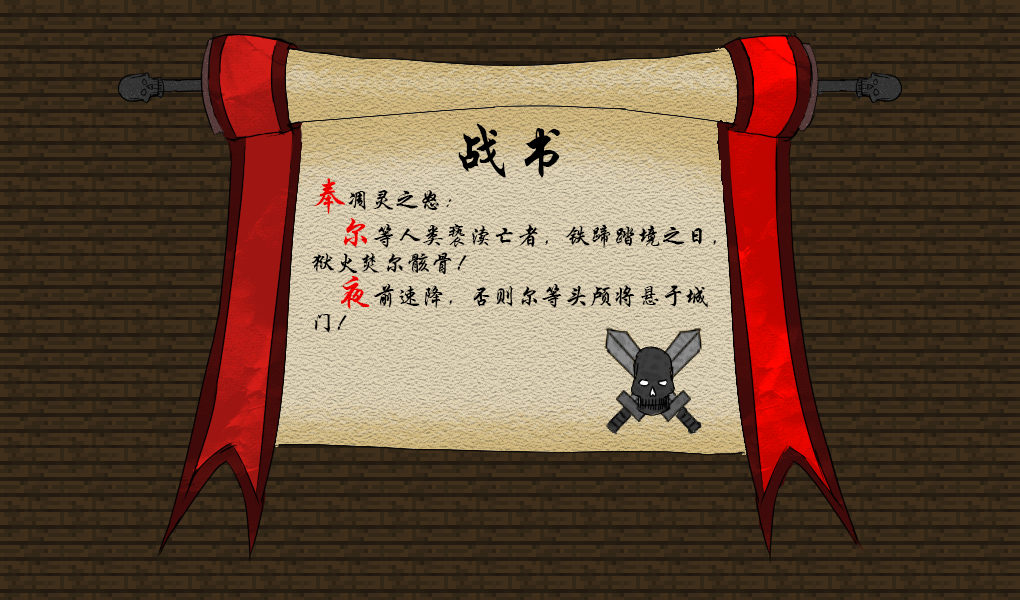 战书
奉凋灵之怒：
尔等人类亵渎亡者，铁蹄踏境之日，
狱火焚尔骸骨！
夜前速降，否则尔等头颅将悬于城
门！